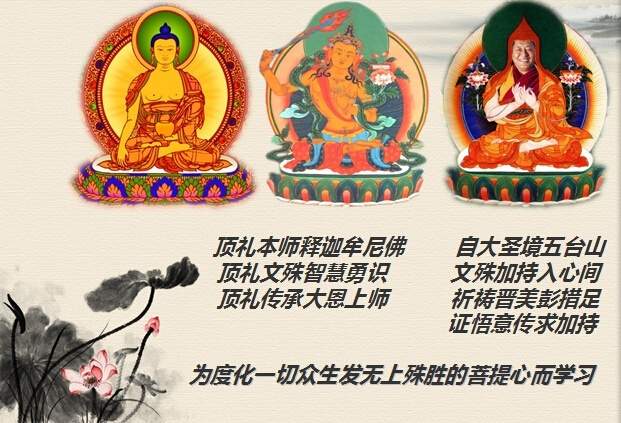 顶礼本师释迦牟尼佛
顶礼文殊智慧勇识
顶礼传承大恩上师
自大圣境五台山
文殊加持入心间
祈祷晋美彭措足
证悟意传求加持
为度化一切众生发无上殊胜的菩提心而学习